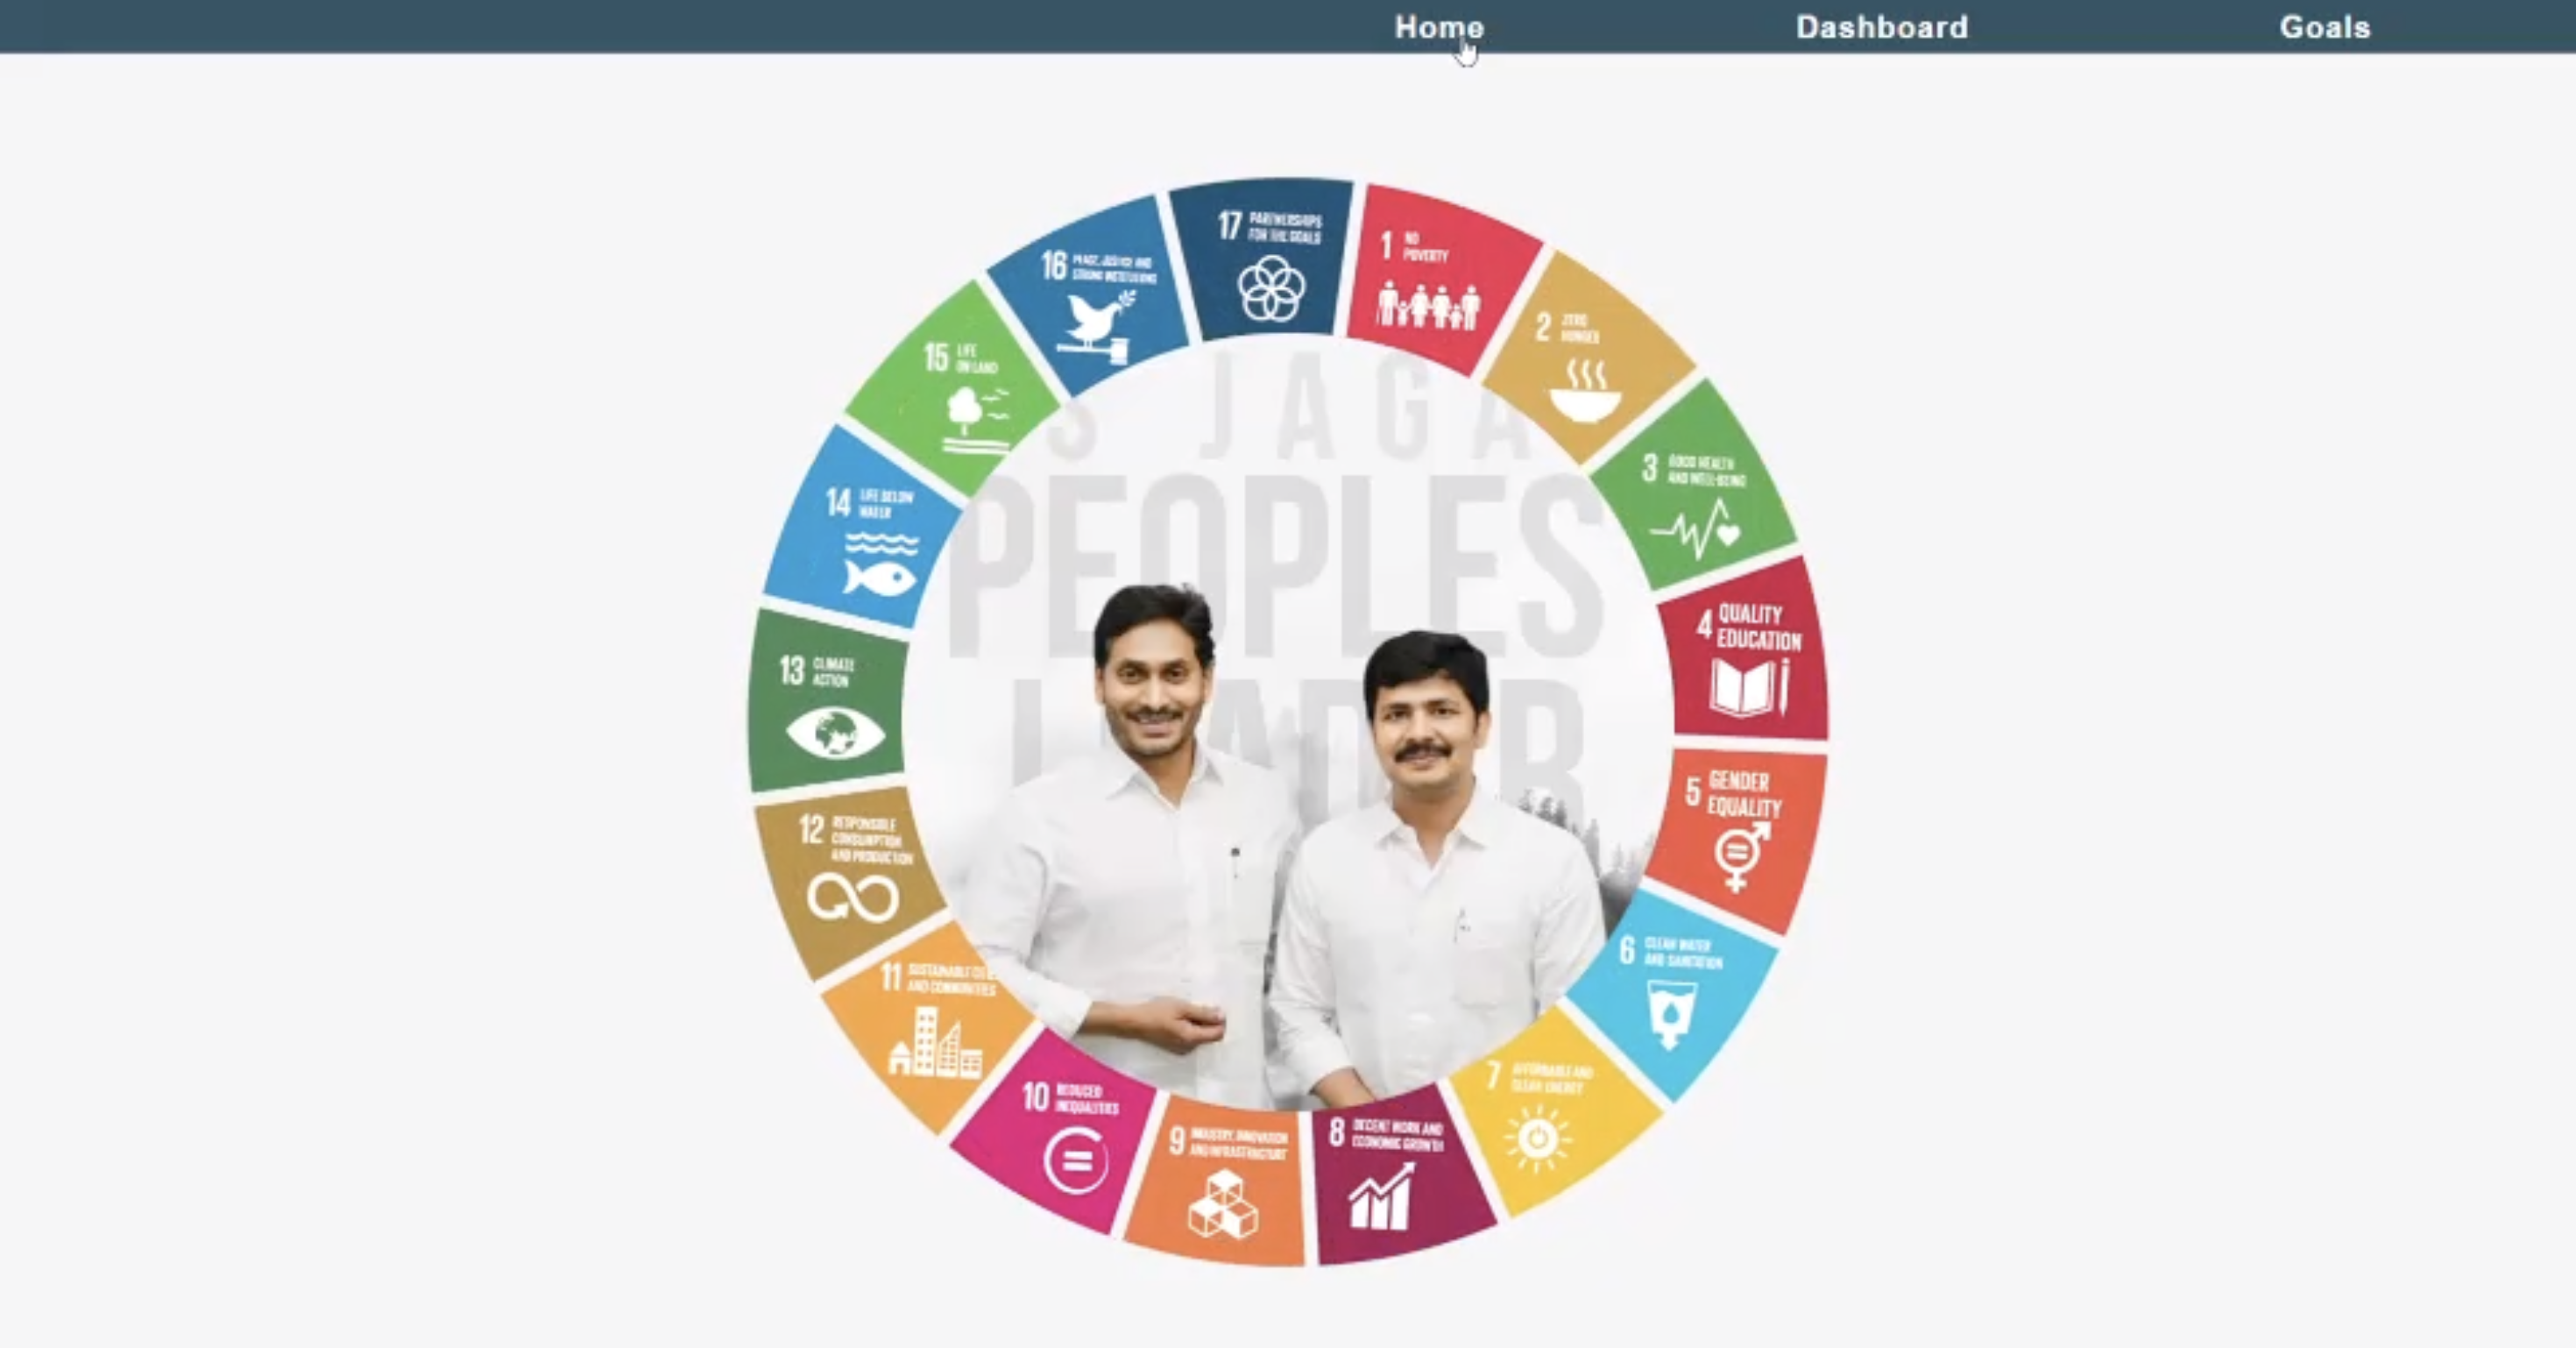 Home
Dashboard
Goals
17 PARTNERSHIPS
FOR THE GOALS
1 NO
POVERTY
2 ZERO
HUNGER
3 GOOD HEALTH
AND WELL-BEING
4 QUALITY
EDUCATION
5 GENDER
EQUALITY
6 CLEAN WATER
AND SANITATION
7 AFFORDABLE AND
CLEAN ENERGY
8 DECENT WORK AND
ECONOMIC GROWTH
9 INDUSTRY, INNOVATION
AND INFRASTRUCTURE
10 REDUCED
INEQUALITIES
11 SUSTAINABLE CITIES
AND COMMUNITIES
12 RESPONSIBLE
CONSUMPTION
AND PRODUCTION
13 CLIMATE
ACTION
14 LIFE BELOW
WATER
15 LIFE
ON LAND
16 PEACE, JUSTICE AND
STRONG INSTITUTIONS
S JAGA
PEOPLES
LEADER